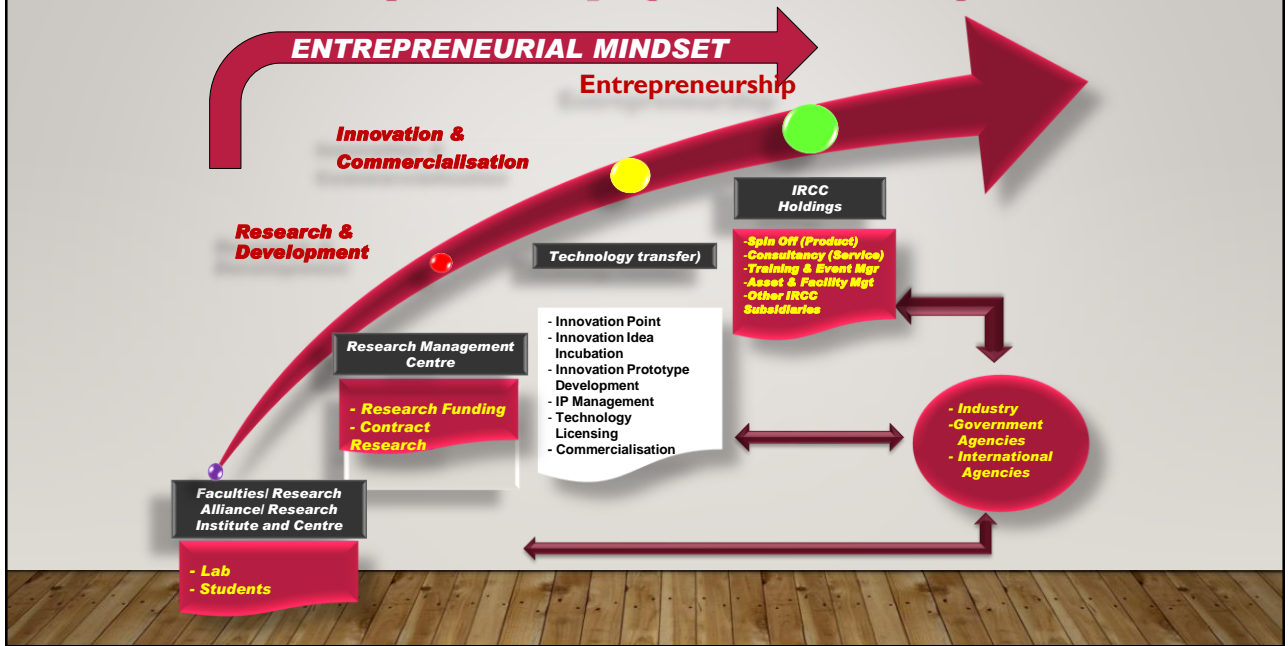 ENTREPRENEURIAL MINDSET
Entrepreneurship
Innovation &
Commercialisation
Research &
Development
IRCC
Holdings
-Spin Off (Product)
-Consultancy (Service)
-Training & Event Mgr
-Asset & Facility Mgt
-Other IRCC
Subsidiaries
Technology transfer)
- Innovation Point
- Innovation Idea
Incubation
- Innovation Prototype
Development
- IP Management
- Technology
Licensing
- Commercialisation
Research Management
Centre
- Research Funding
- Contract
Research
- Industry
-Government
Agencies
- International
Agencies
Faculties/ Research
Alliance/ Research
Institute and Centre
- Lab
- Students